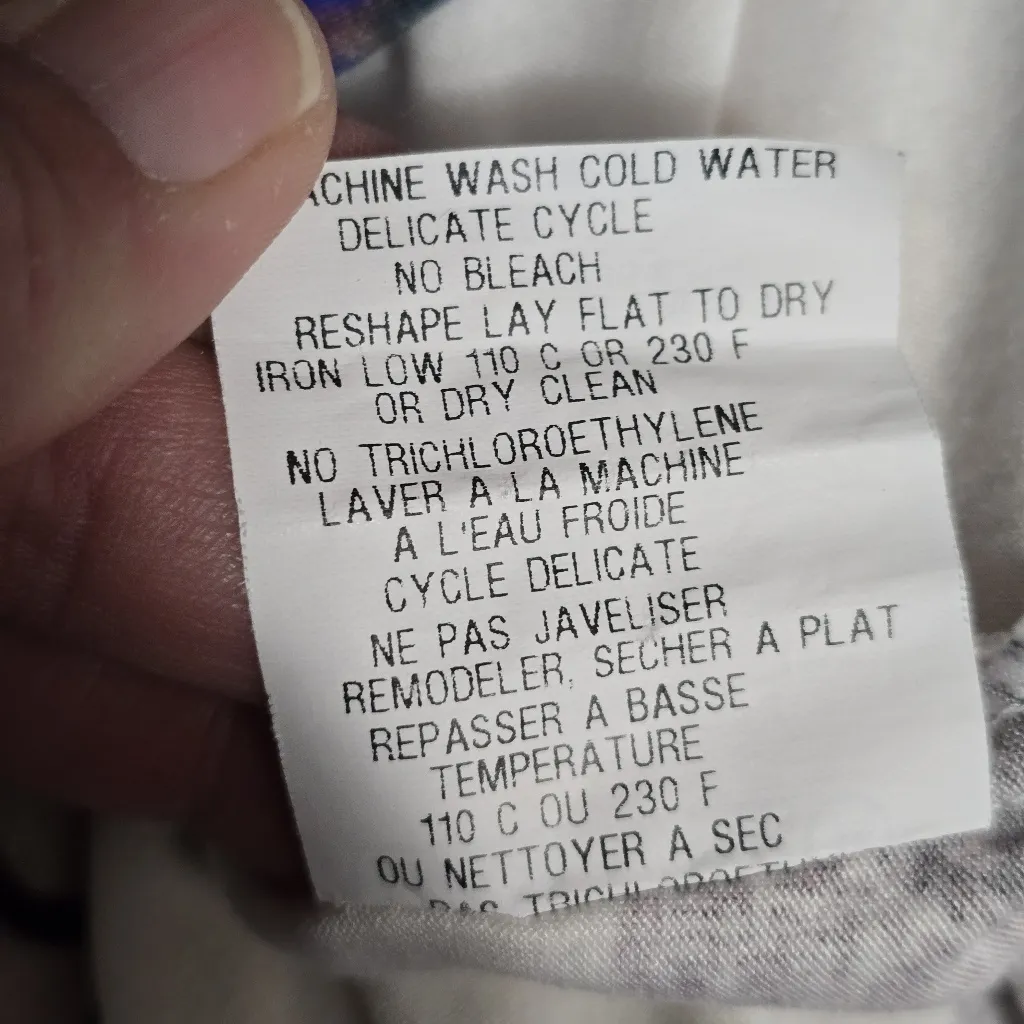 MACHINE WASH COLD WATER
DELICATE CYCLE
NO BLEACH
RESHAPE LAY FLAT TO DRY
IRON LOW 110 C OR 230 F
OR DRY CLEAN
NO TRICHLOROETHYLENE
LAVER A LA MACHINE
A L'EAU FROIDE
CYCLE DELICATE
NE PAS JAVELISER
REMODELER, SECHER A PLAT
REPASSER A BASSE
TEMPERATURE
110 C OU 230 F
OU NETTOYER A SEC
PAS